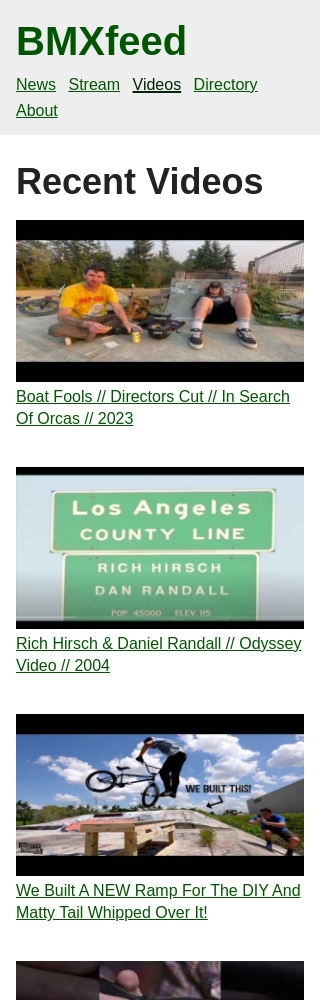 BMXfeed
News Stream Videos Directory
About
Recent Videos
Boat Fools // Directors Cut // In Search
Of Orcas // 2023
Los Angeles
COUNTY LINE
RICH HIRSCH
DAN RANDALL
POP. 45000 ELEV 115
Rich Hirsch & Daniel Randall // Odyssey
Video // 2004
WE BUILT THIS!
We Built A NEW Ramp For The DIY And
Matty Tail Whipped Over It!